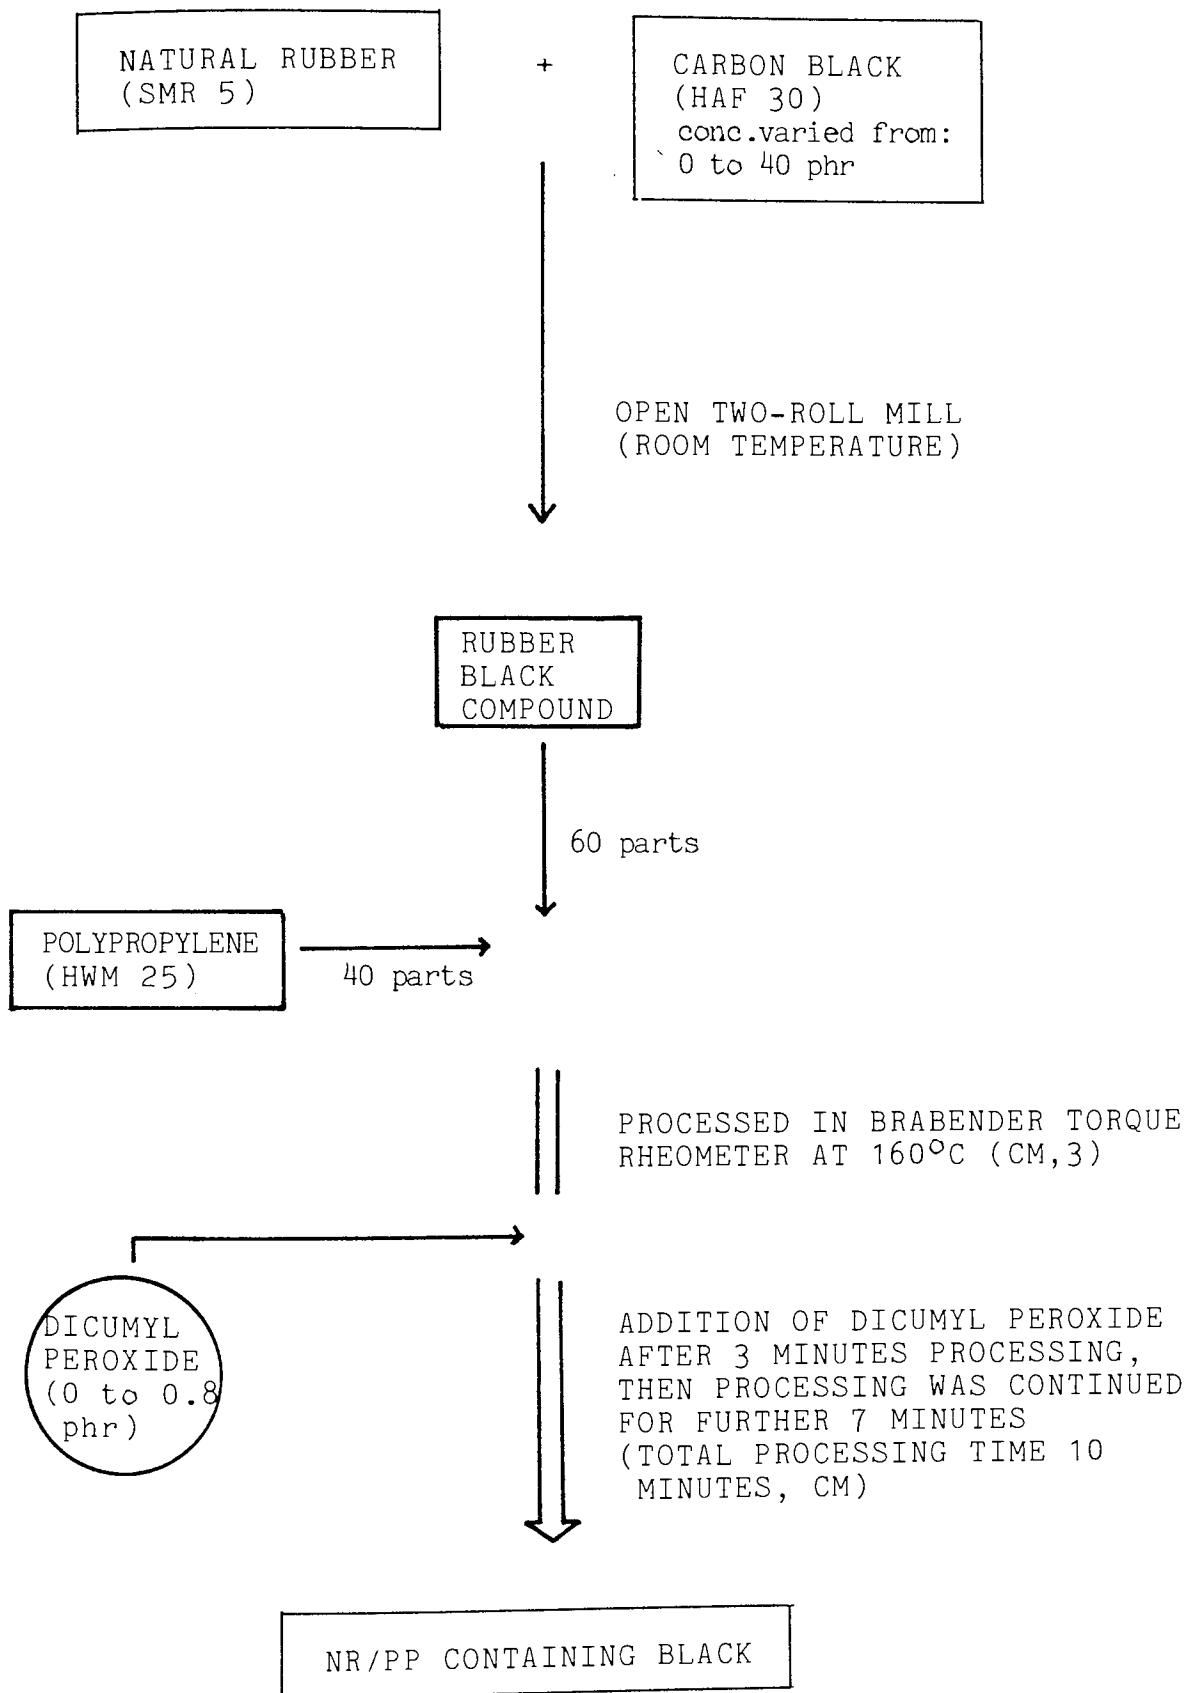 NATURAL RUBBER
(SMR 5)
+
CARBON BLACK
(HAF 30)
conc.varied from:
0 to 40 phr
OPEN TWO-ROLL MILL
(ROOM TEMPERATURE)
RUBBER
BLACK
COMPOUND
60 parts
POLYPROPYLENE
(HWM 25)
40 parts
PROCESSED IN BRABENDER TORQUE
RHEOMETER AT 160°C (CM,3)
DICUMYL
PEROXIDE
(0 to 0.8
phr)
ADDITION OF DICUMYL PEROXIDE
AFTER 3 MINUTES PROCESSING,
THEN PROCESSING WAS CONTINUED
FOR FURTHER 7 MINUTES
(TOTAL PROCESSING TIME 10
MINUTES, CM)
NR/PP CONTAINING BLACK